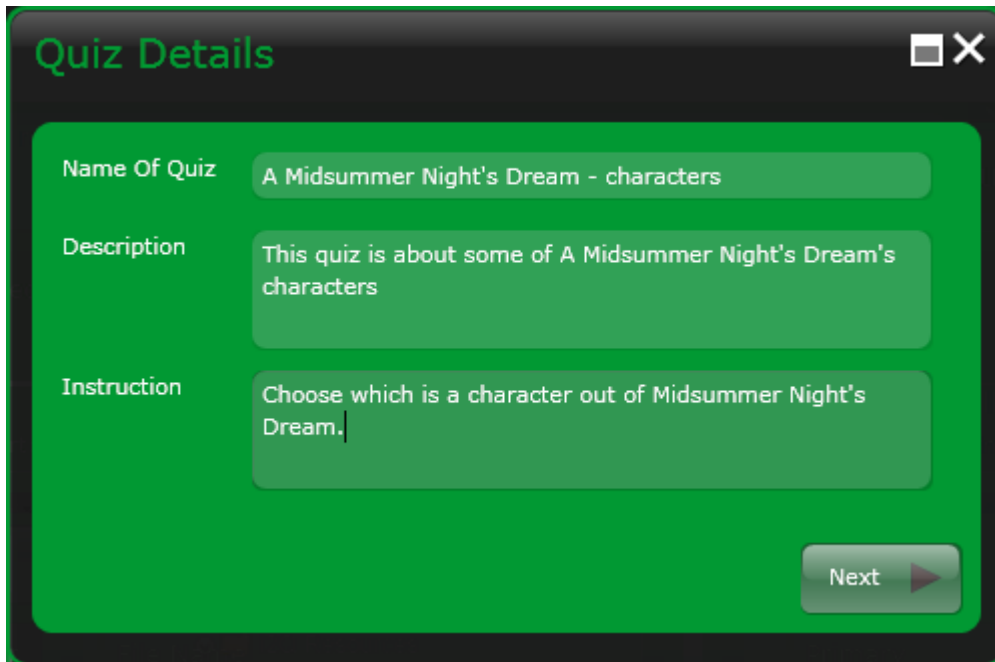 Quiz Details
Name Of Quiz
A Midsummer Night's Dream - characters
Description
This quiz is about some of A Midsummer Night's Dream's
characters
Instruction
Choose which is a character out of Midsummer Night's
Dream.
Next